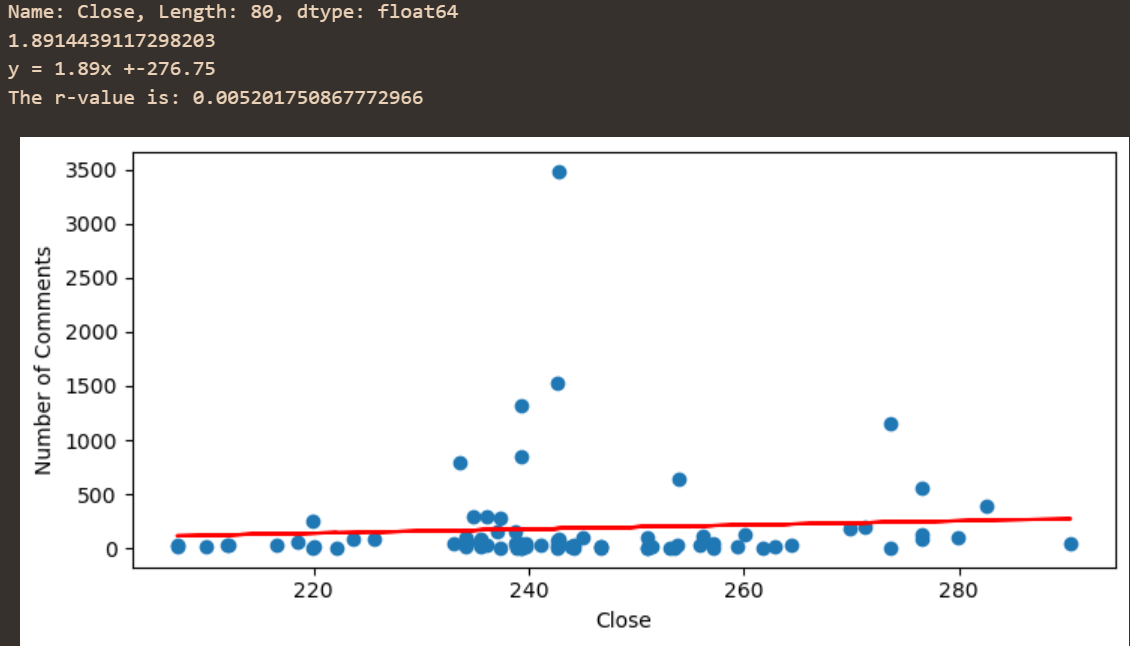 Name: Close, Length: 80, dtype: float64
1.8914439117298203
y = 1.89x +-276.75
The r-value is: 0.005201750867772966
3500
3000
2500
2000
1500
1000
500
0
Number of Comments
220
240
260
280
Close